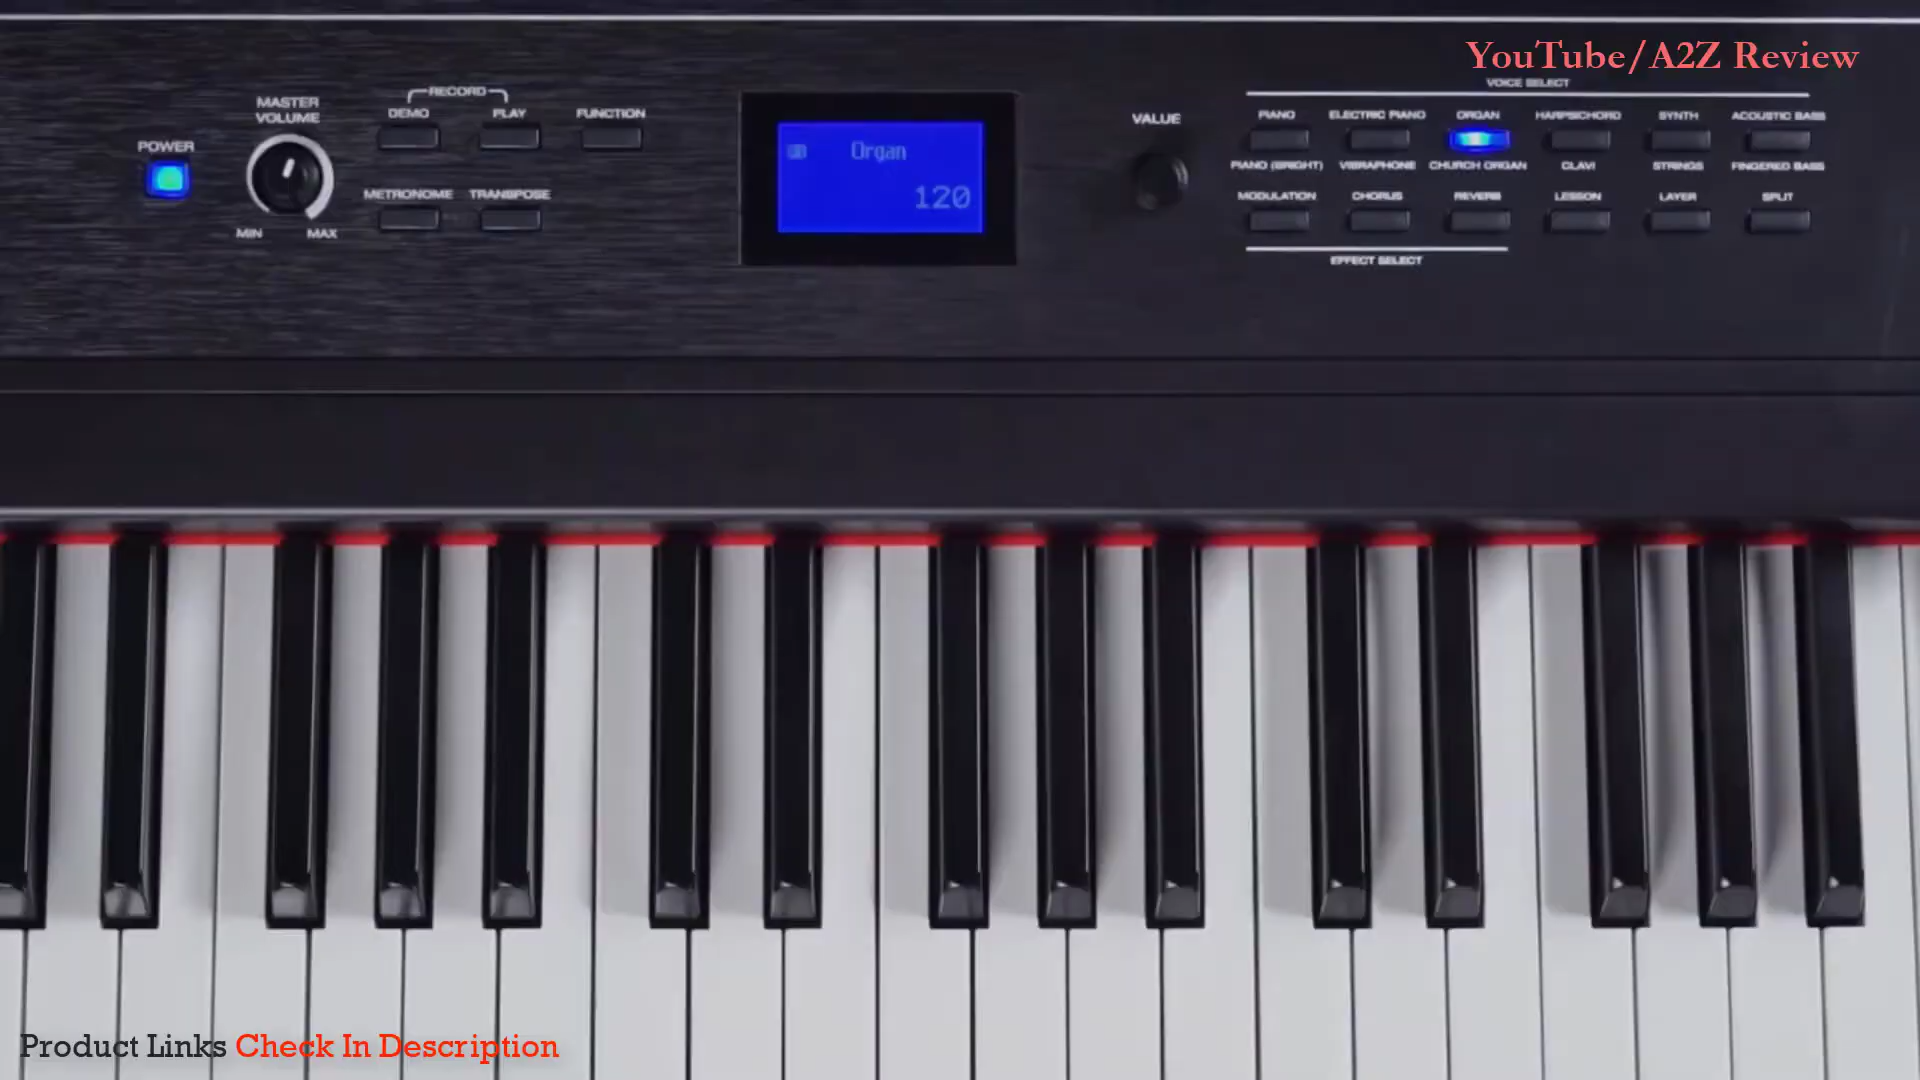 YouTube/A2Z Review
VOICE SELECT
RECORD
MASTER
VOLUME
DEMO
PLAY
FUNCTION
POWER
METRONOME
TRANSPOSE
MIN
MAX
Organ
120
VALUE
PIANO
ELECTRIC PIANO
ORGAN
HARPSICHORD
SYNTH
ACOUSTIC BASS
PIANO (BRIGHT)
VIBRAPHONE
CHURCH ORGAN
CLAVI
STRINGS
FINGERED BASS
MODULATION
CHORUS
REVERB
LESSON
LAYER
SPLIT
EFFECT SELECT
Product Links Check In Description